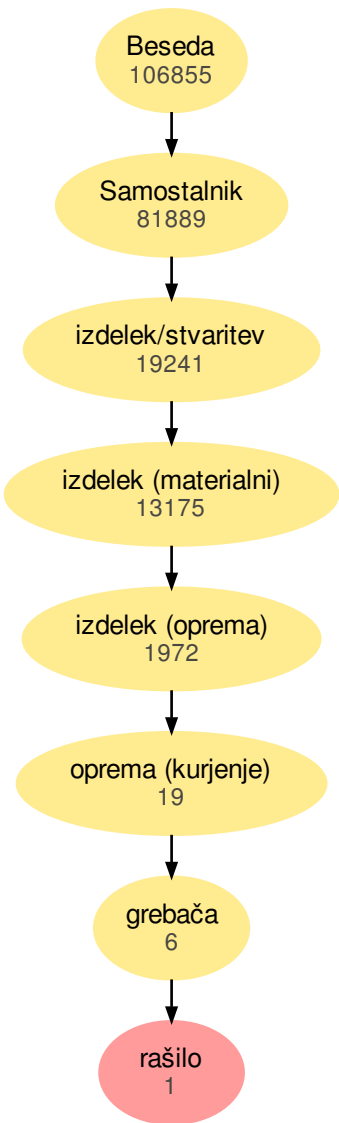 Beseda
106855
Samostalnik
81889
izdelek/stvaritev
19241
izdelek (materialni)
13175
izdelek (oprema)
1972
oprema (kurjenje)
19
grebača
6
rašilo
1